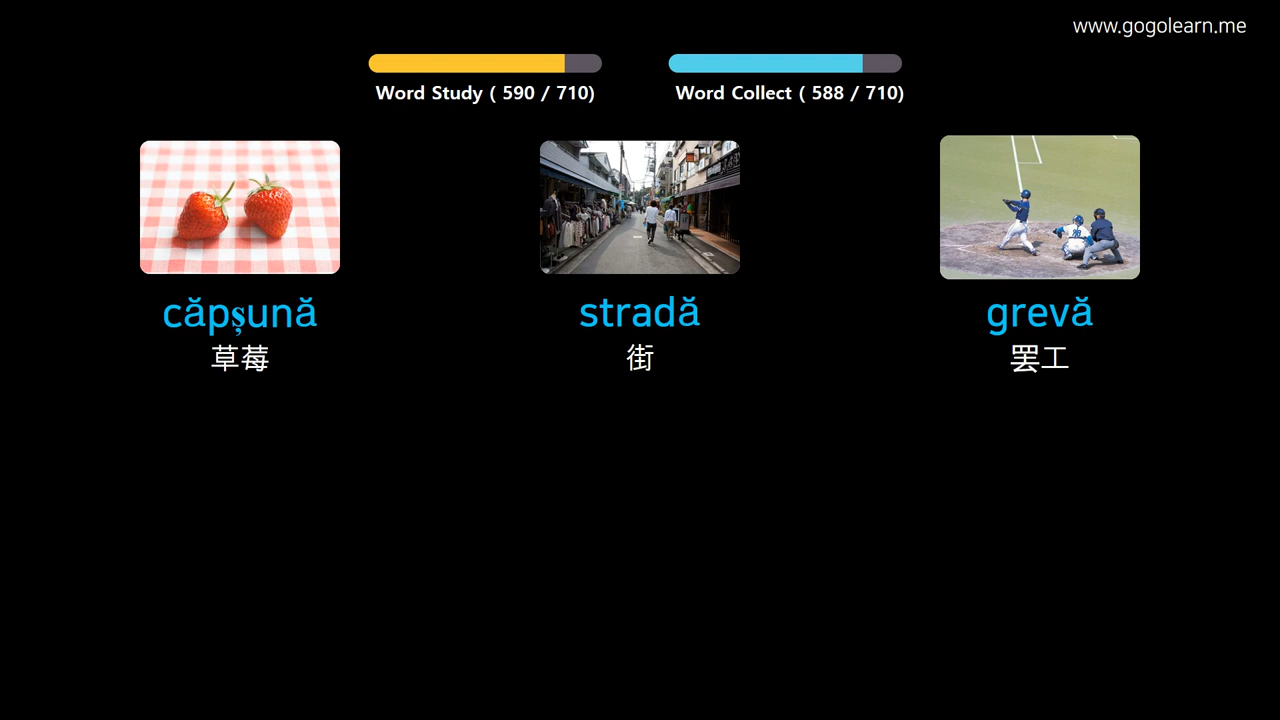 www.gogolearn.me
Word Study ( 590 / 710)
Word Collect ( 588 / 710)
căpșună
草莓
stradă
街
grevă
罢工